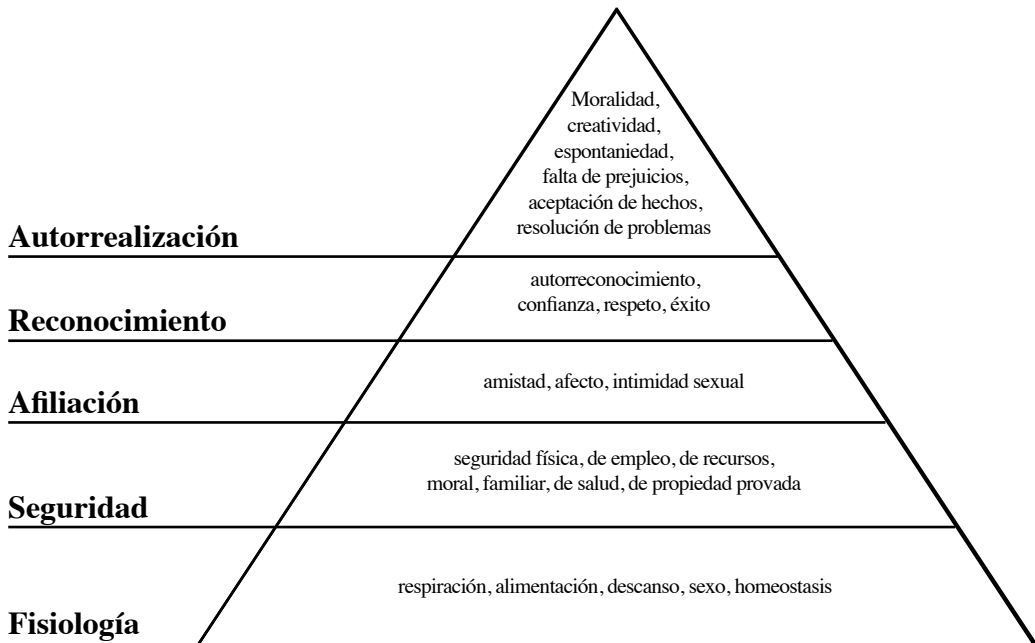 Moralidad,
creatividad,
espontaniedad,
falta de prejuicios,
aceptación de hechos,
resolución de problemas
Autorrealización
autorreconocimiento,
confianza, respeto, éxito
Reconocimiento
amistad, afecto, intimidad sexual
Afiliación
seguridad física, de empleo, de recursos,
moral, familiar, de salud, de propiedad provada
Seguridad
respiración, alimentación, descanso, sexo, homeostasis
Fisiología